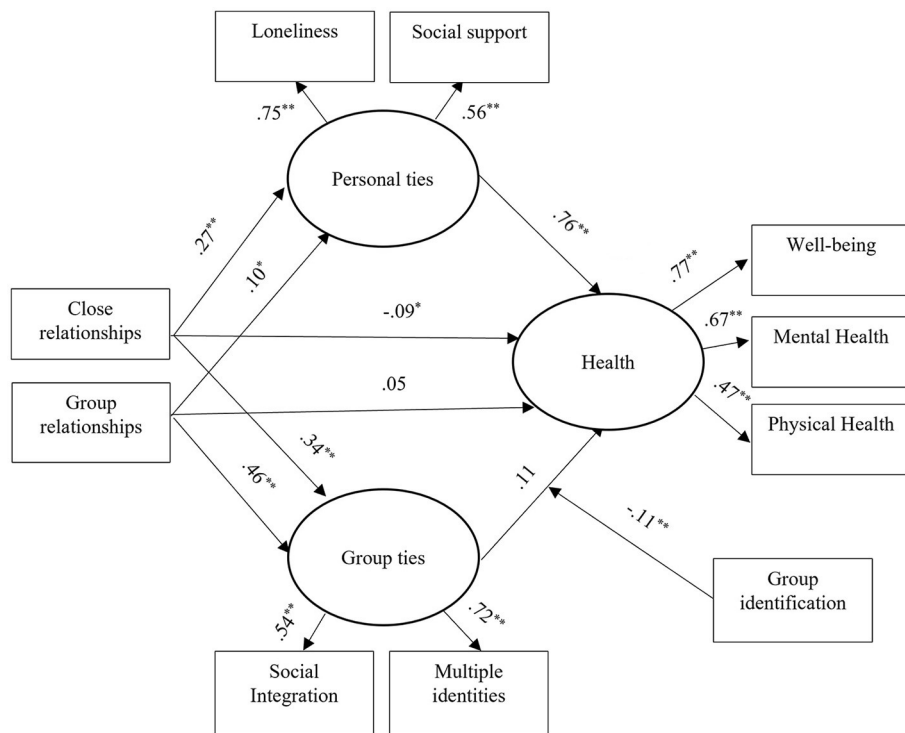 Loneliness
Social support
.75**
.56**
Personal ties
.27**
.10*
.76**
Well-being
.77**
Close
relationships
-.09*
.67**
Mental Health
Health
Group
relationships
.05
.47**
Physical Health
.34**
.46**
.11
-.11**
Group ties
Group
identification
.54**
.72**
Social
Integration
Multiple
identities